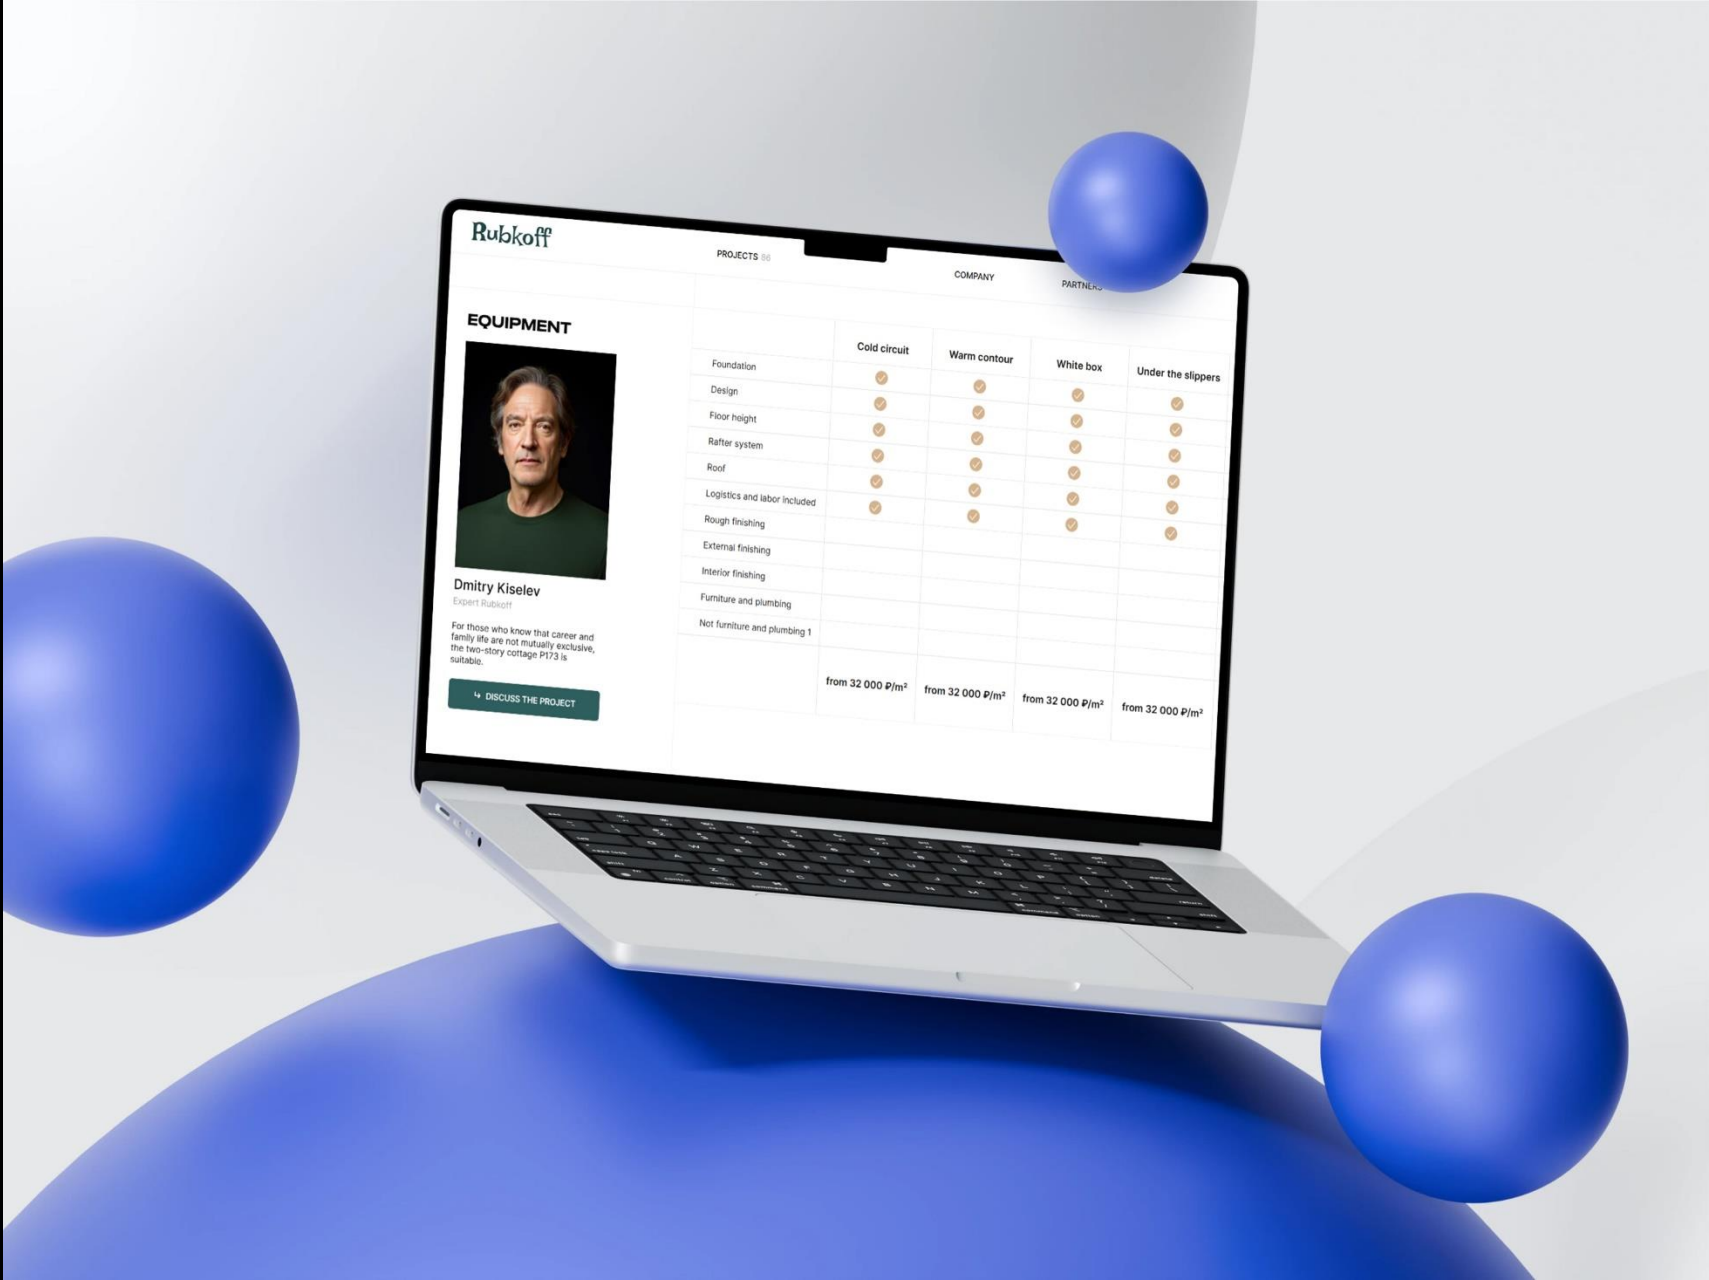 Rubkoff
PROJECTS 56
COMPANY
EQUIPMENT
Dmitry Kiselev
Expert Rubkoff
For those who know that career and
family life are not mutually exclusive,
the two-story cottage P173 is
suitable.
DISCUSS THE PROJECT
Cold circuit
Warm contour
White box
Under the slippers
Foundation
Design
Floor height
Rafter system
Roof
Logistics and labor included
Rough finishing
External finishing
Interior finishing
Furniture and plumbing
Not furniture and plumbing 1
from 32 000 ₽/m²
from 32 000 ₽/m²
from 32 000 ₽/m²
from 32 000 ₽/m²